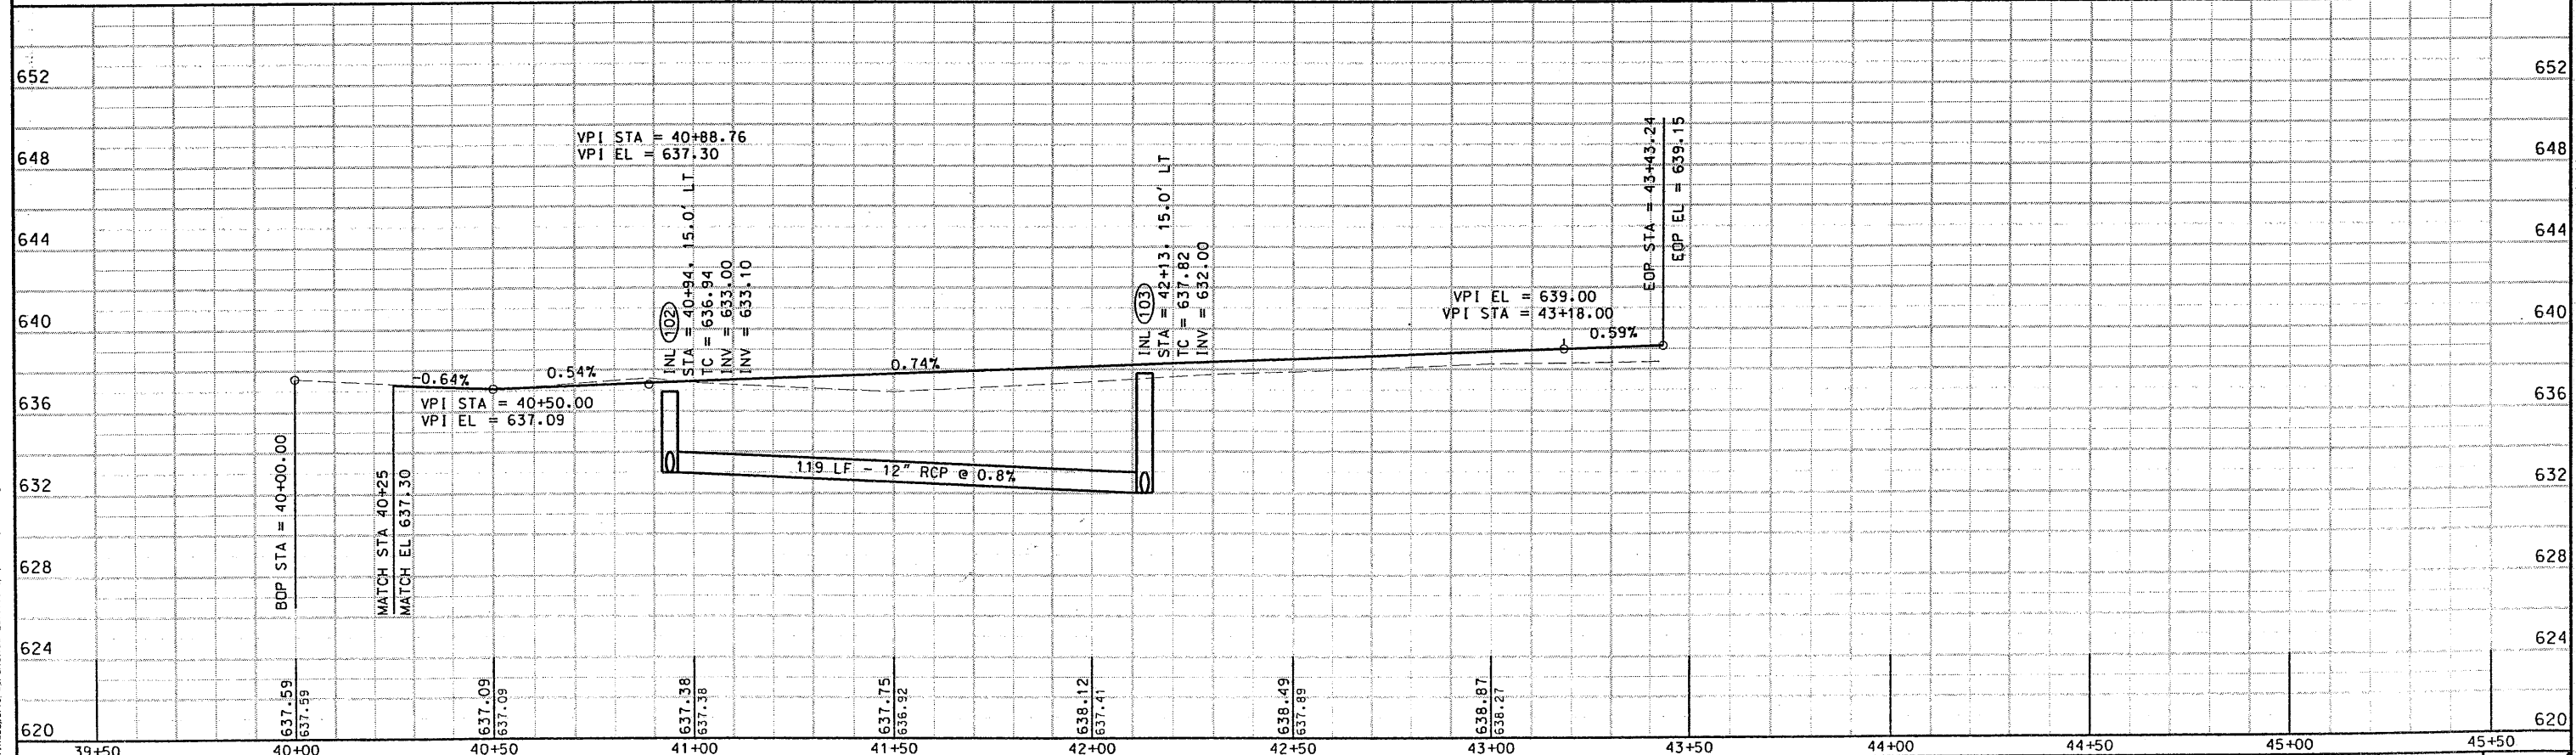 652
652
VPI STA = 40+88.76
VPI EL = 637.30
648
648
644
644
INL 102
STA = 40+94, 15.0' LT
TC = 636.94
INV = 633.00
INV = 633.10
INL 103
STA = 42+13, 15.0' LT
TC = 637.82
INV = 632.00
EOP STA = 43+43.24
EOP EL = 639.15
VPI EL = 639.00
VPI STA = 43+18.00
640
640
0.59%
-0.64%
0.54%
0.74%
VPI STA = 40+50.00
VPI EL = 637.09
636
636
119 LF - 12" RCP @ 0.8%
632
632
BOP STA = 40+00.00
MATCH STA 40+25
MATCH EL 637.30
628
628
624
624
637.59
637.59
637.09
637.09
637.38
637.38
637.75
636.92
638.12
637.41
638.49
637.89
638.87
638.27
620
620
39+50
40+00
40+50
41+00
41+50
42+00
42+50
43+00
43+50
44+00
44+50
45+00
45+50